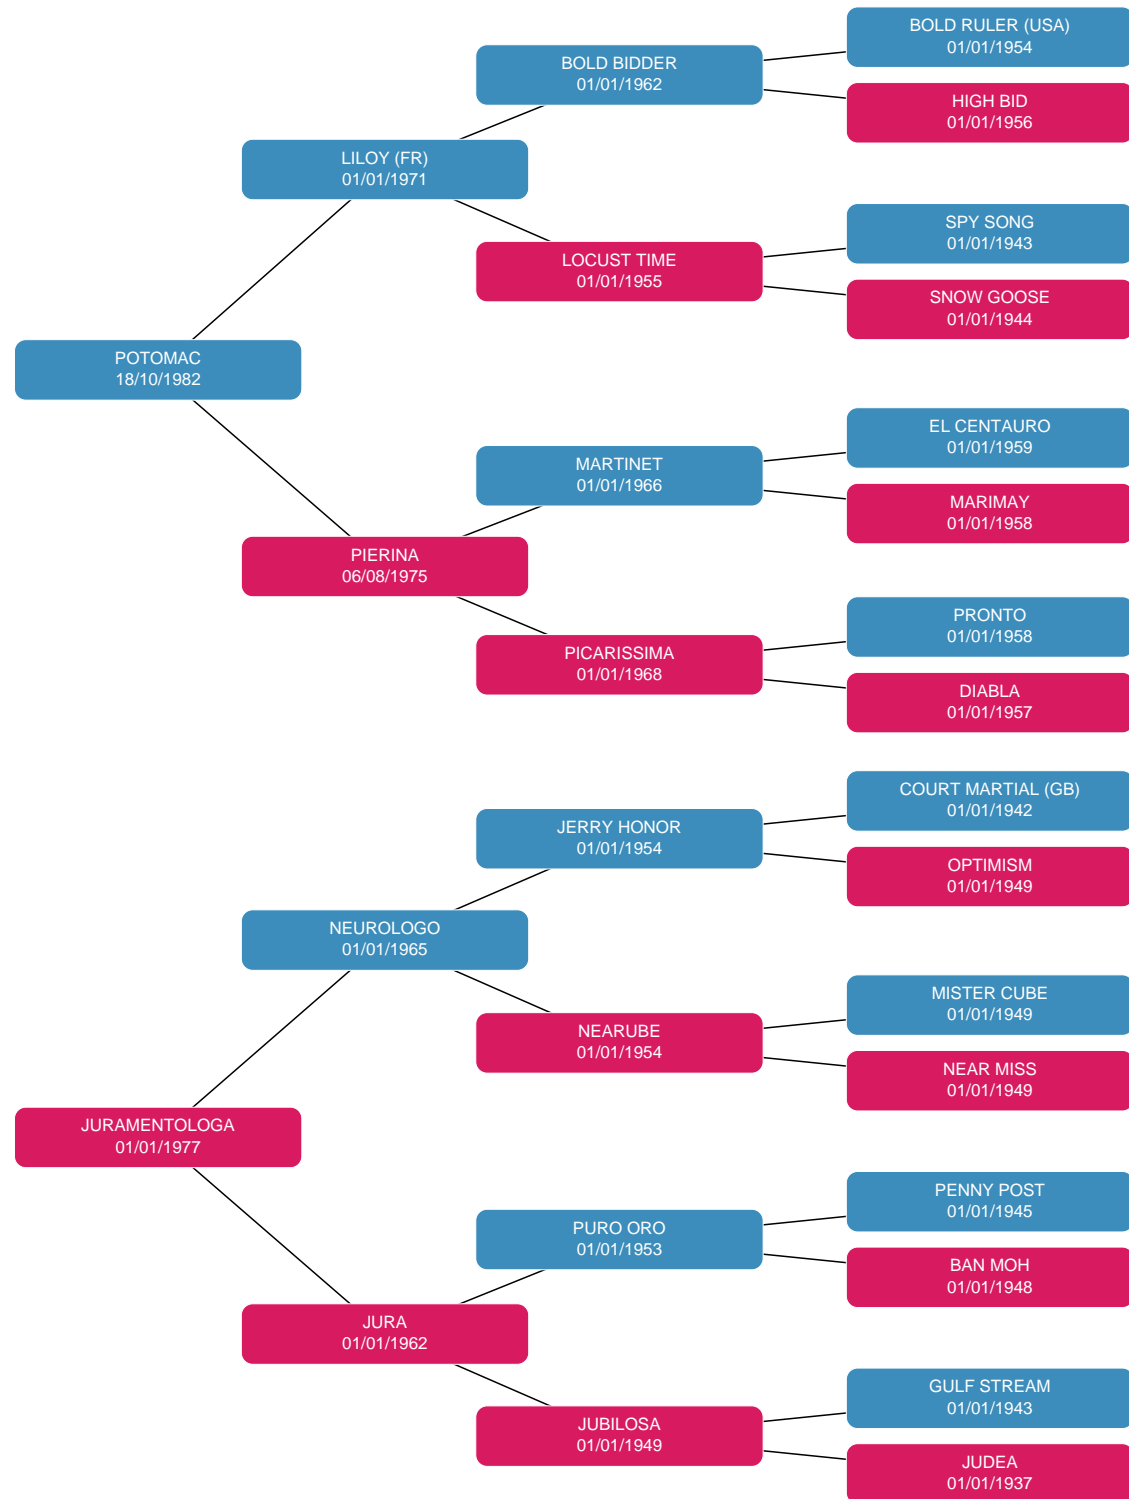 BOLD RULER (USA)
01/01/1954
BOLD BIDDER
01/01/1962
HIGH BID
01/01/1956
LILOY (FR)
01/01/1971
SPY SONG
01/01/1943
LOCUST TIME
01/01/1955
SNOW GOOSE
01/01/1944
POTOMAC
18/10/1982
EL CENTAURO
01/01/1959
MARTINET
01/01/1966
MARIMAY
01/01/1958
PIERINA
06/08/1975
PRONTO
01/01/1958
PICARISSIMA
01/01/1968
DIABLA
01/01/1957
COURT MARTIAL (GB)
01/01/1942
JERRY HONOR
01/01/1954
OPTIMISM
01/01/1949
NEUROLOGO
01/01/1965
MISTER CUBE
01/01/1949
NEARUBE
01/01/1954
NEAR MISS
01/01/1949
JURAMENTOLOGA
01/01/1977
PENNY POST
01/01/1945
PURO ORO
01/01/1953
BAN MOH
01/01/1948
JURA
01/01/1962
GULF STREAM
01/01/1943
JUBILOSA
01/01/1949
JUDEA
01/01/1937